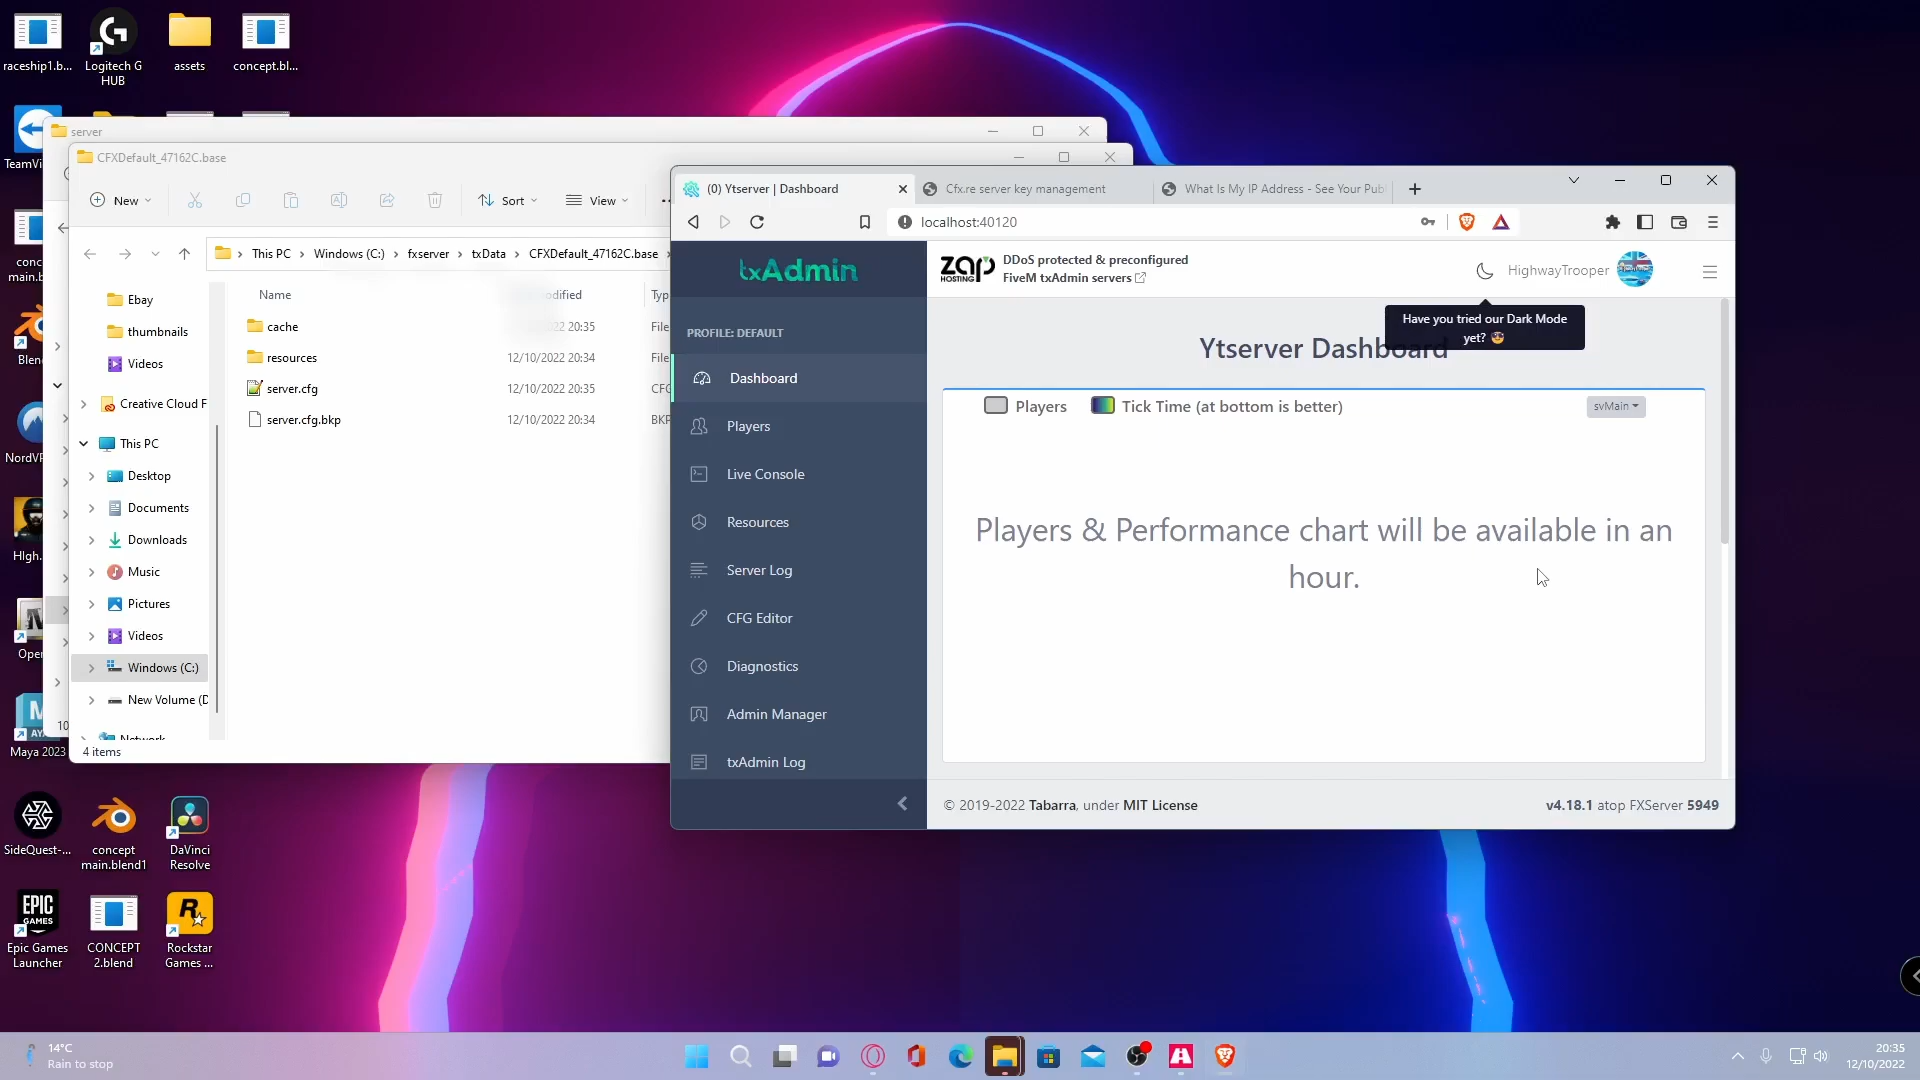 raceship1.b...
Logitech G
HUB
assets
concept.bl...
server
CFXDefault_47162C.base
New
Sort
View
This PC
Windows (C:)
fxserver
txData
CFXDefault_47162C.base
Name
Ebay
thumbnails
Videos
Creative Cloud F
This PC
Desktop
Documents
Downloads
Music
Pictures
Videos
Windows (C:)
New Volume (D
4 items
cache
20:35
File
resources
12/10/2022 20:34
File
server.cfg
12/10/2022 20:35
CFG
server.cfg.bkp
12/10/2022 20:34
BKP
(0) Ytserver | Dashboard
Cfx.re server key management
What Is My IP Address - See Your Pub
localhost:40120
txAdmin
PROFILE: DEFAULT
Dashboard
Players
Live Console
Resources
Server Log
CFG Editor
Diagnostics
Admin Manager
txAdmin Log
ZAP
HOSTING
DDoS protected & preconfigured
FiveM txAdmin servers
HighwayTrooper
Have you tried our Dark Mode
yet?
Ytserver Dashboard
Players
Tick Time (at bottom is better)
svMain
Players & Performance chart will be available in an
hour.
© 2019-2022 Tabarra, under MIT License
v4.18.1 atop FXServer 5949
Maya 2023
SideQuest-...
concept
main.blend1
DaVinci
Resolve
EPIC
GAMES
Epic Games
Launcher
CONCEPT
2.blend
Rockstar
Games ...
14°C
Rain to stop
20:35
12/10/2022